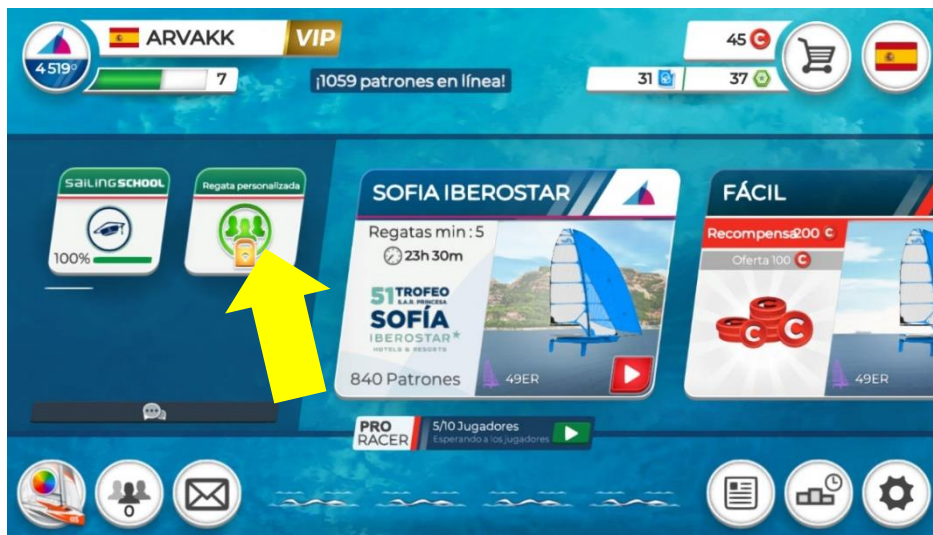 ARVAKK
VIP
4 519º
7
¡1059 patrones en línea!
45 C
31
37
SAILING SCHOOL
100%
Regata personalizada
SOFIA IBEROSTAR
Regatas min : 5
23h 30m
51 TROFEO
S.A.R. PRINCESA
SOFÍA
IBEROSTAR*
HOTELS & RESORTS
840 Patrones
49ER
FÁCIL
Recompensa200 C
Oferta 100 C
C C
49ER
PRO
RACER
5/10 Jugadores
Esperando a los jugadores
0